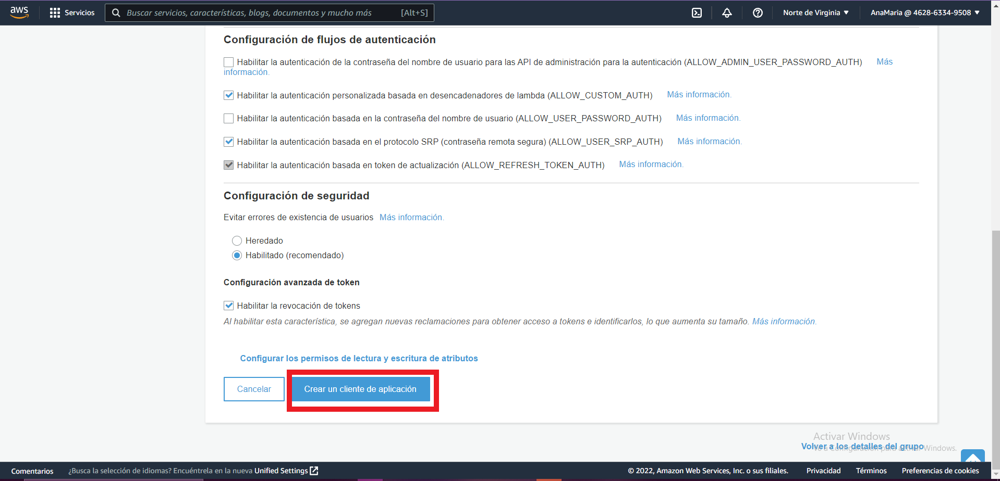 aws Servicios Buscar servicios, características, blogs, documentos y mucho más [Alt+S] Norte de Virginia AnaMaria @ 4628-6334-9508
Configuración de flujos de autenticación
Habilitar la autenticación de la contraseña del nombre de usuario para las API de administración para la autenticación (ALLOW_ADMIN_USER_PASSWORD_AUTH) Más
información.
Habilitar la autenticación personalizada basada en desencadenadores de lambda (ALLOW_CUSTOM_AUTH) Más información.
Habilitar la autenticación basada en la contraseña del nombre de usuario (ALLOW_USER_PASSWORD_AUTH) Más información.
Habilitar la autenticación basada en el protocolo SRP (contraseña remota segura) (ALLOW_USER_SRP_AUTH) Más información.
Habilitar la autenticación basada en token de actualización (ALLOW_REFRESH_TOKEN_AUTH) Más información.
Configuración de seguridad
Evitar errores de existencia de usuarios Más información.
Heredado
Habilitado (recomendado)
Configuración avanzada de token
Habilitar la revocación de tokens
Al habilitar esta característica, se agregan nuevas reclamaciones para obtener acceso a tokens e identificarlos, lo que aumenta su tamaño. Más información.
Configurar los permisos de lectura y escritura de atributos
Cancelar Crear un cliente de aplicación
Activar Windows
Volver a los detalles del grupo
Ve a Configuración para activar Windows.
Comentarios ¿Busca la selección de idiomas? Encuéntrela en la nueva Unified Settings © 2022, Amazon Web Services, Inc. o sus filiales. Privacidad Términos Preferencias de cookies